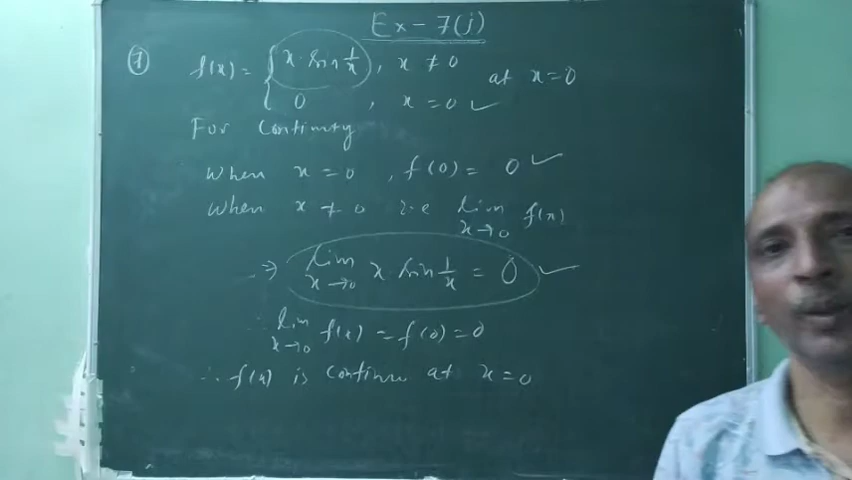 Ex - 7(j)
⑦ f(x) = { x · sin 1/x , x ≠ 0 at x = 0
0 , x = 0 ✓
For Continuity
when x = 0 , f(0) = 0 ✓
when x ≠ 0 i.e lim x→0 f(x)
⇒ lim x→0 x · sin 1/x = 0 ✓
∴ lim x→0 f(x) = f(0) = 0
∴ f(x) is continu at x = 0